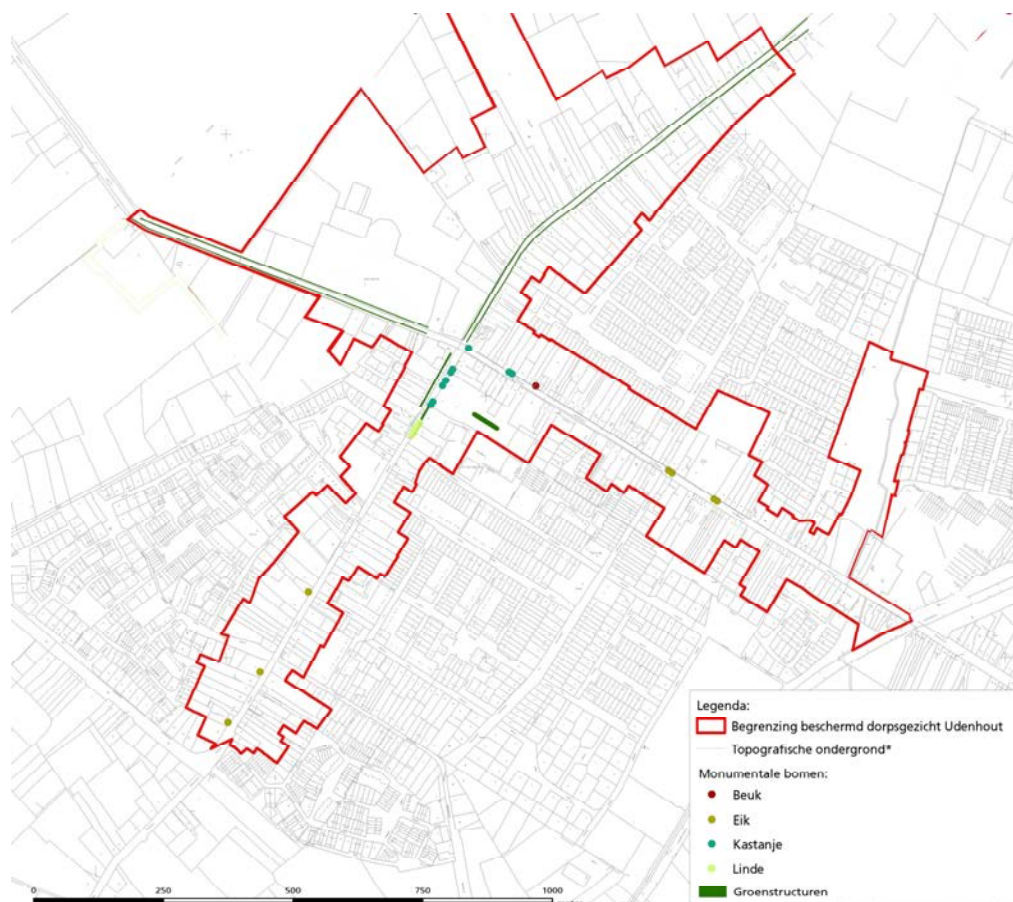 Legenda:
Begrenzing beschermd dorpsgezicht Udenhout
Topografische ondergrond*
Monumentale bomen:
Beuk
Eik
Kastanje
Linde
Groenstructuren
0 250 500 750 1000